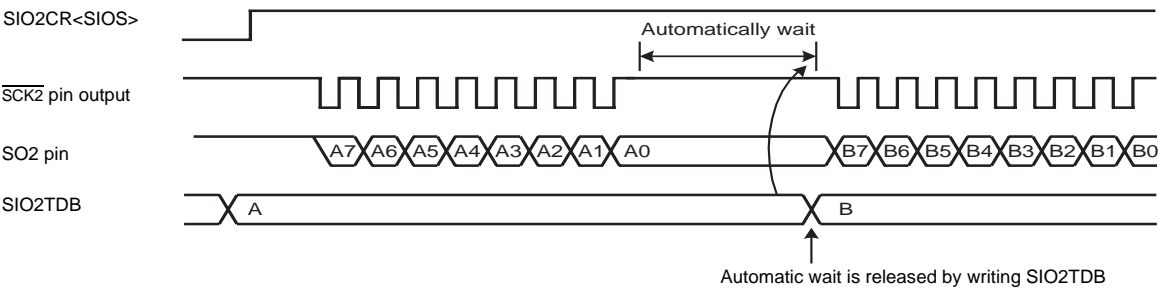 SIO2CR<SIOS>
Automatically wait
SCK2 pin output
SO2 pin
A7 A6 A5 A4 A3 A2 A1 A0 B7 B6 B5 B4 B3 B2 B1 B0
SIO2TDB
A B
Automatic wait is released by writing SIO2TDB